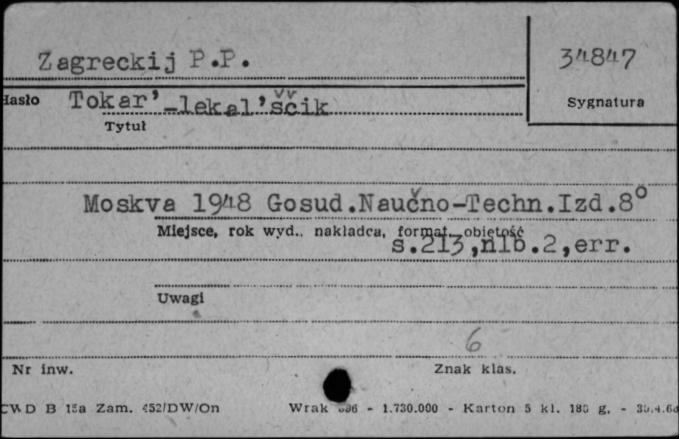 Zagreckij P.P.
34847
Hasło Tokar'-lekal'ščik
Sygnatura
Tytuł
Moskva 1948 Gosud.Naučno-Techn.Izd.8°
Miejsce, rok wyd., nakładca, format, objętość
s.213,nlb.2,err.
Uwagi
6
Nr inw.
Znak klas.
CWD B 15a Zam. 452/DW/On Wrak - 1.730.000 - Karton 5 kl. 180 g. -